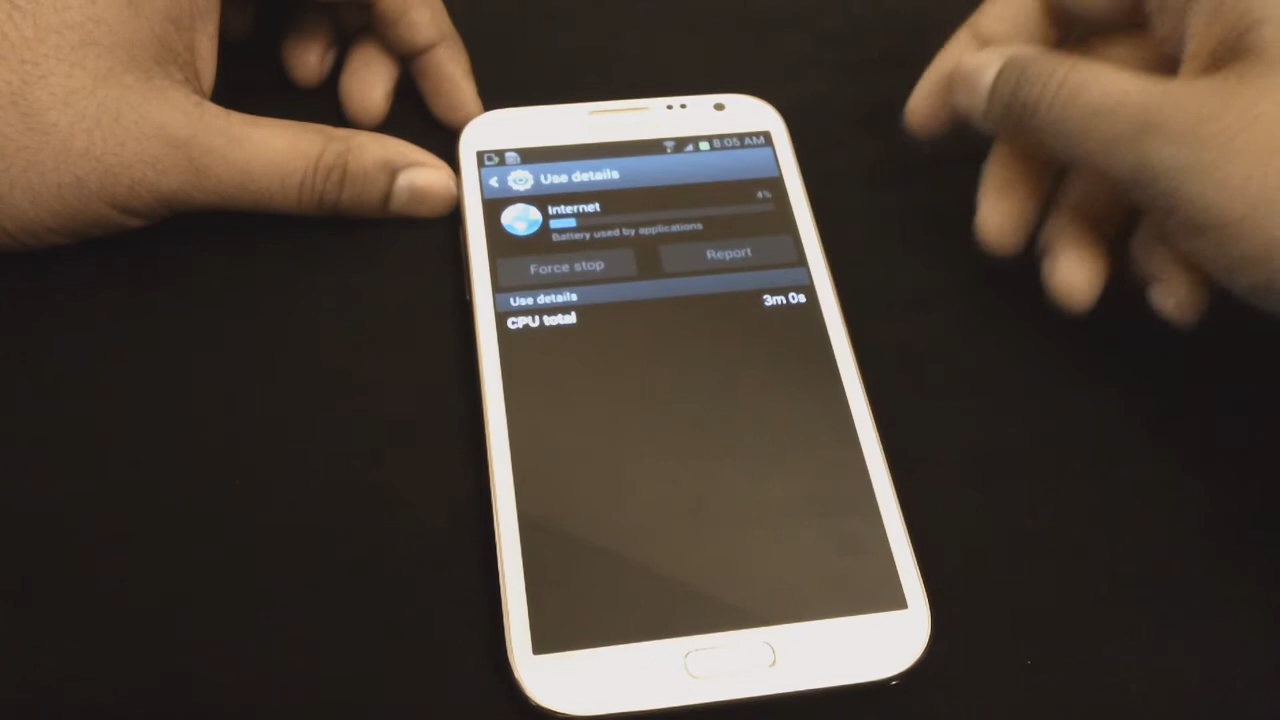 8:05 AM
Use details
Internet
4%
Battery used by applications
Force stop
Report
Use details
CPU total
3m 0s